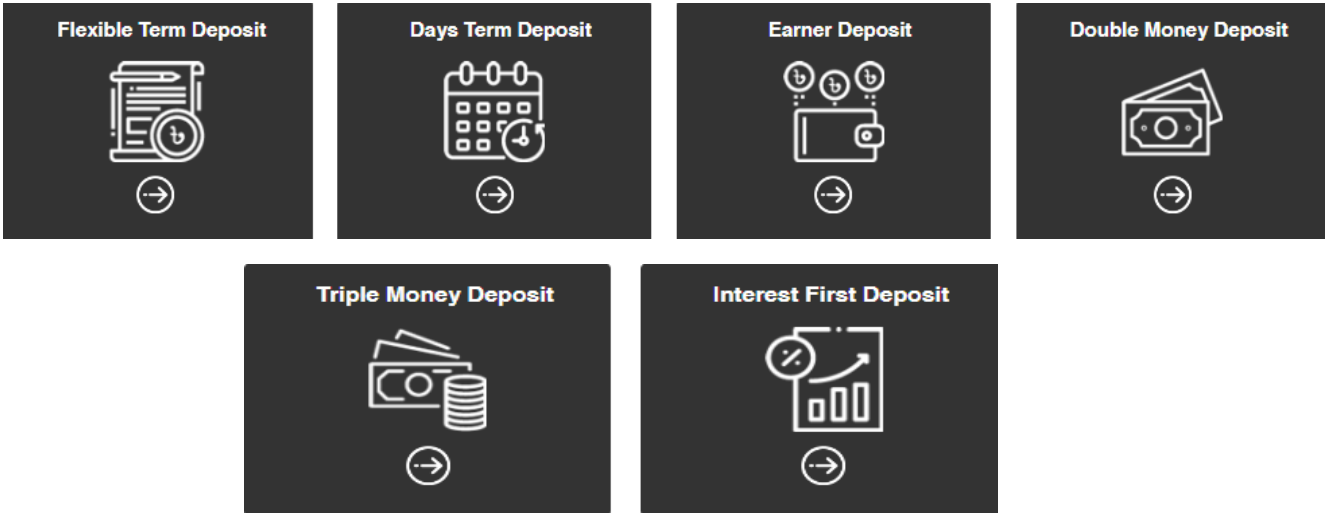 Flexible Term Deposit
Days Term Deposit
Earner Deposit
Double Money Deposit
৳
৳ ৳ ৳
Triple Money Deposit
Interest First Deposit
%